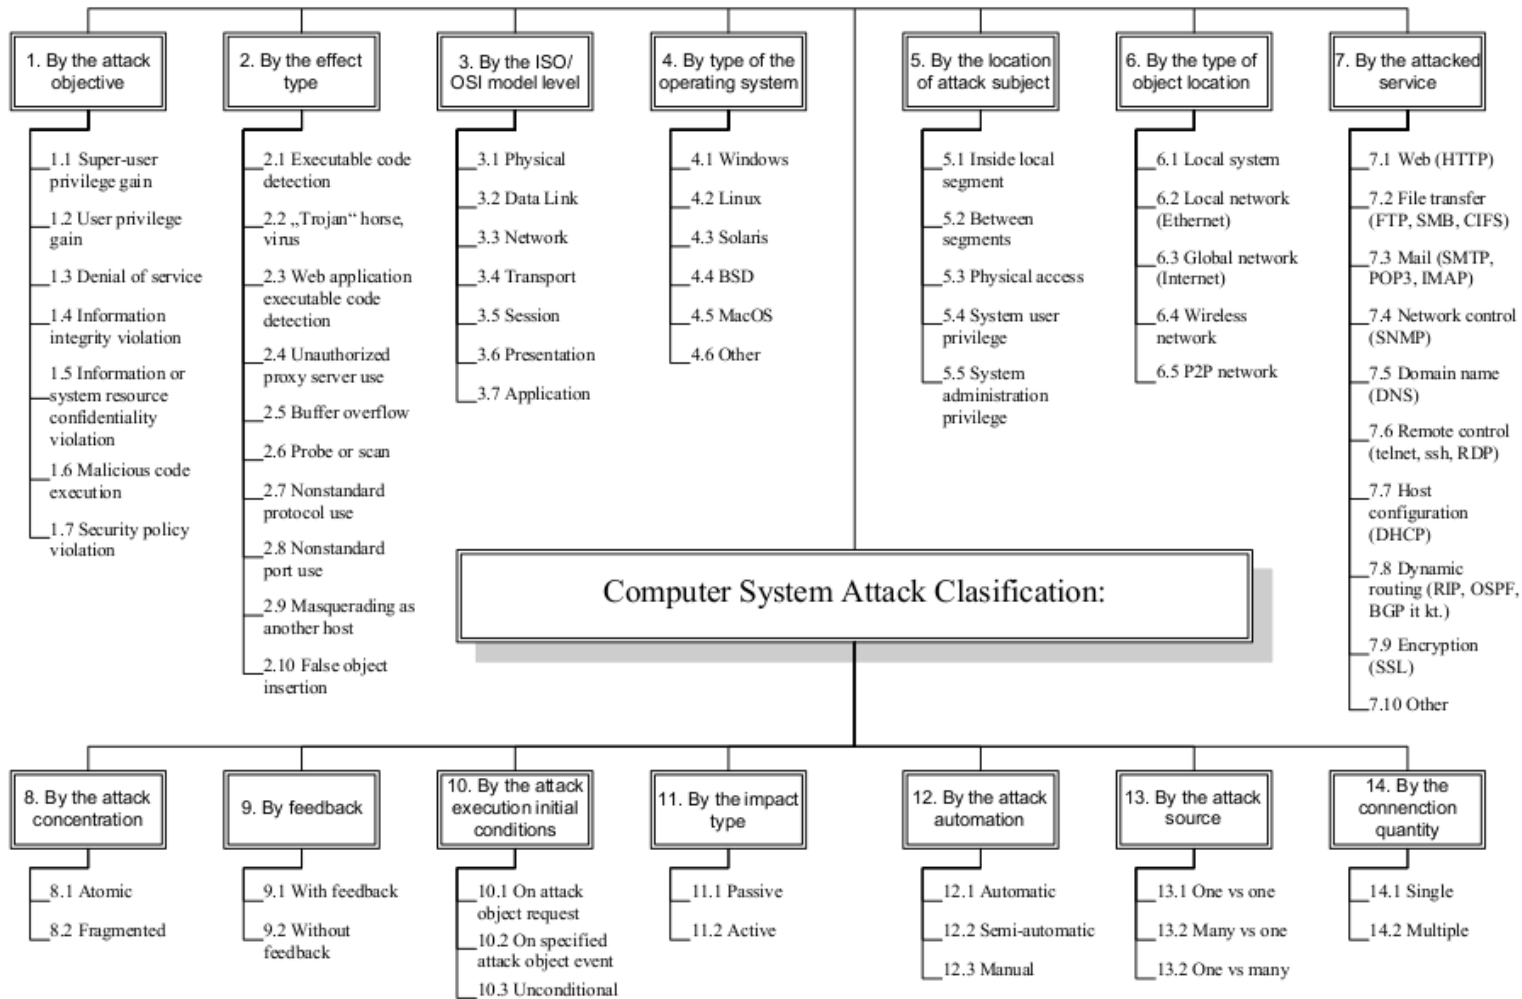 1. By the attack
objective
1.1 Super-user
privilege gain
1.2 User privilege
gain
1.3 Denial of service
1.4 Information
integrity violation
1.5 Information or
system resource
confidentiality
violation
1.6 Malicious code
execution
1.7 Security policy
violation
2. By the effect
type
2.1 Executable code
detection
2.2 „Trojan“ horse,
virus
2.3 Web application
executable code
detection
2.4 Unauthorized
proxy server use
2.5 Buffer overflow
2.6 Probe or scan
2.7 Nonstandard
protocol use
2.8 Nonstandard
port use
2.9 Masquerading as
another host
2.10 False object
insertion
3. By the ISO/
OSI model level
3.1 Physical
3.2 Data Link
3.3 Network
3.4 Transport
3.5 Session
3.6 Presentation
3.7 Application
4. By type of the
operating system
4.1 Windows
4.2 Linux
4.3 Solaris
4.4 BSD
4.5 MacOS
4.6 Other
5. By the location
of attack subject
5.1 Inside local
segment
5.2 Between
segments
5.3 Physical access
5.4 System user
privilege
5.5 System
administration
privilege
6. By the type of
object location
6.1 Local system
6.2 Local network
(Ethernet)
6.3 Global network
(Internet)
6.4 Wireless
network
6.5 P2P network
7. By the attacked
service
7.1 Web (HTTP)
7.2 File transfer
(FTP, SMB, CIFS)
7.3 Mail (SMTP,
POP3, IMAP)
7.4 Network control
(SNMP)
7.5 Domain name
(DNS)
7.6 Remote control
(telnet, ssh, RDP)
7.7 Host
configuration
(DHCP)
7.8 Dynamic
routing (RIP, OSPF,
BGP it kt.)
7.9 Encryption
(SSL)
7.10 Other
Computer System Attack Clasification:
8. By the attack
concentration
8.1 Atomic
8.2 Fragmented
9. By feedback
9.1 With feedback
9.2 Without
feedback
10. By the attack
execution initial
conditions
10.1 On attack
object request
10.2 On specified
attack object event
10.3 Unconditional
11. By the impact
type
11.1 Passive
11.2 Active
12. By the attack
automation
12.1 Automatic
12.2 Semi-automatic
12.3 Manual
13. By the attack
source
13.1 One vs one
13.2 Many vs one
13.2 One vs many
14. By the
connenction
quantity
14.1 Single
14.2 Multiple